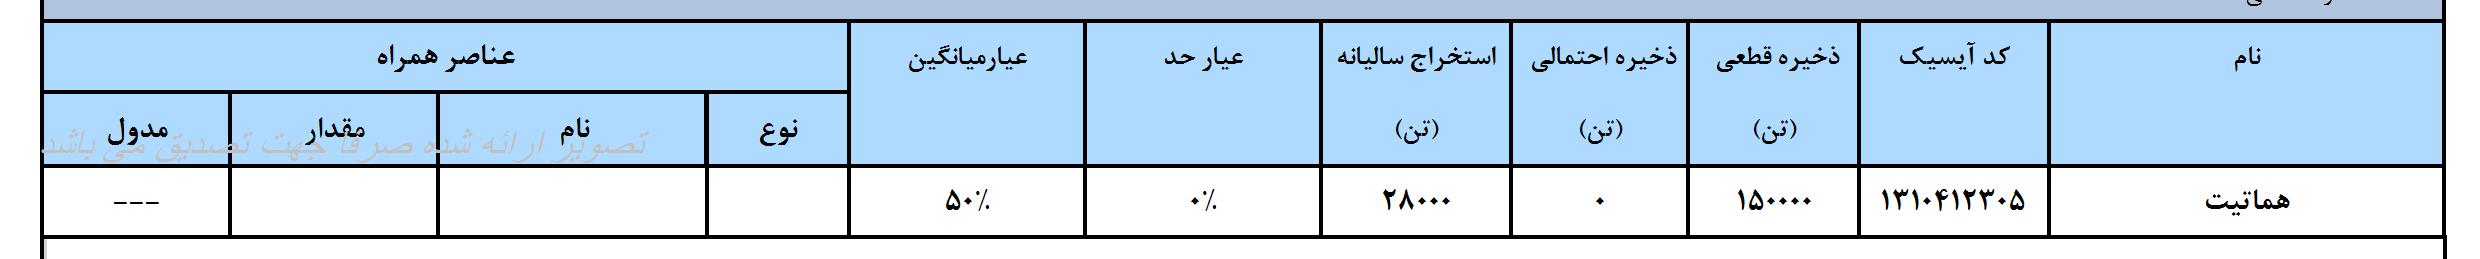 نام	کد آیسیک	ذخیره قطعی	ذخیره احتمالی	استخراج سالیانه	عیار حد	عیارمیانگین	عناصر همراه
(تن)	(تن)	(تن)	نوع	نام	مقدار	مدول
تصویر ارائه شده صرفا جهت تصدیق می باشد
هماتیت	۱۳۱۰۴۱۲۳۰۵	۱۵۰۰۰۰	۰	۲۸۰۰۰	۰٪	۵۰٪	---